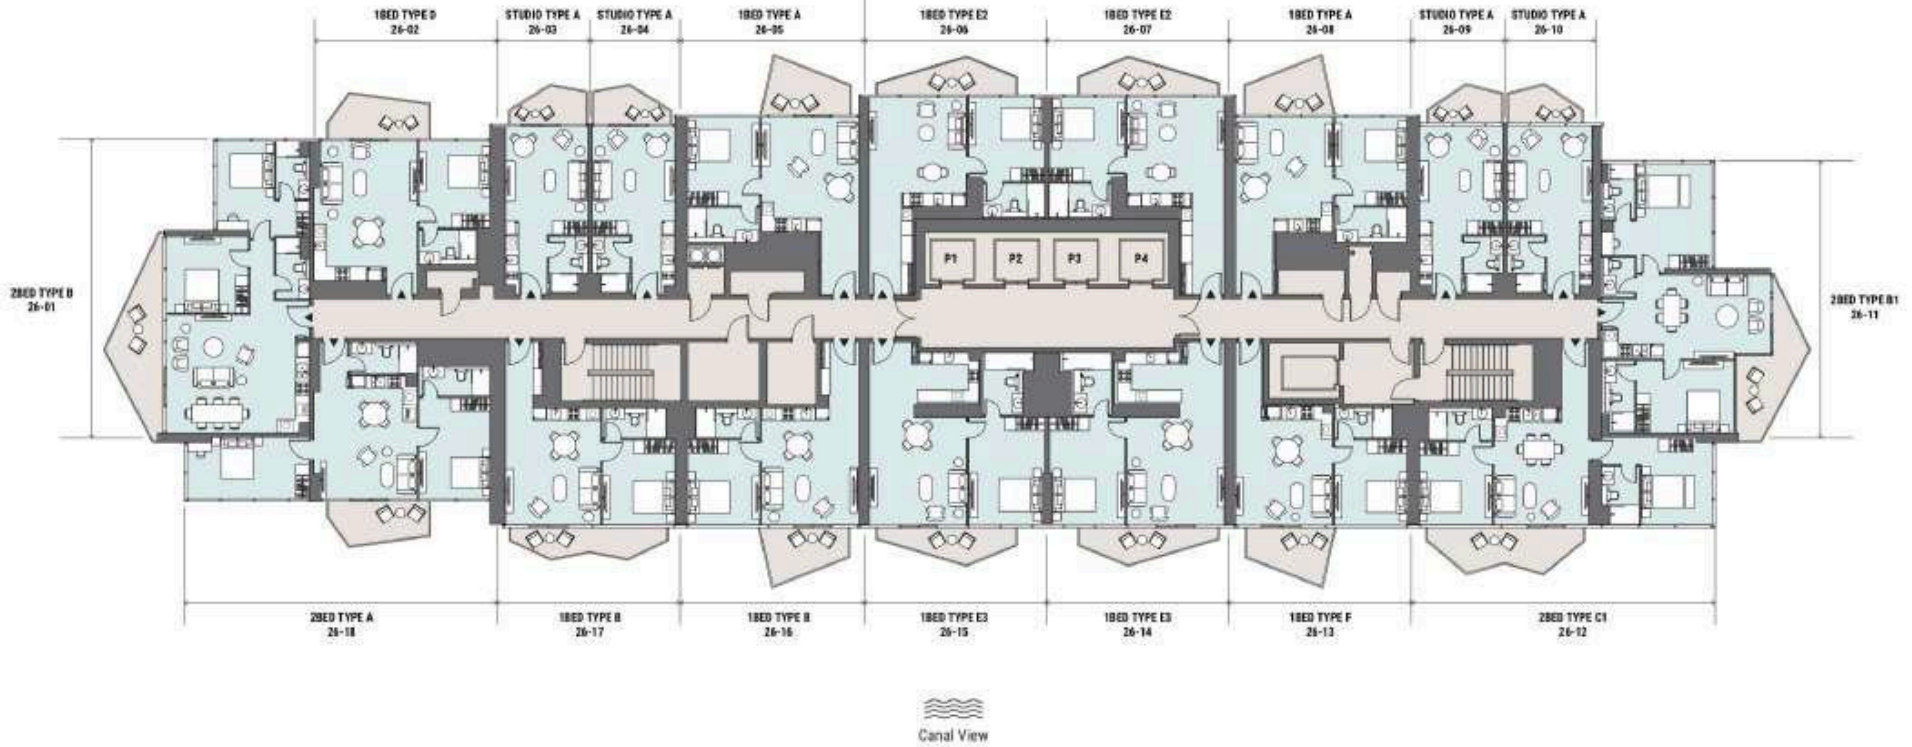 1BED TYPE D
26-02
STUDIO TYPE A
26-03
STUDIO TYPE A
26-04
1BED TYPE A
26-05
1BED TYPE E2
26-06
1BED TYPE E2
26-07
1BED TYPE A
26-08
STUDIO TYPE A
26-09
STUDIO TYPE A
26-10
P1
P2
P3
P4
2BED TYPE B
26-01
2BED TYPE B1
26-11
2BED TYPE A
26-18
1BED TYPE B
26-17
1BED TYPE B
26-16
1BED TYPE E3
26-15
1BED TYPE E3
26-14
1BED TYPE F
26-13
2BED TYPE C1
26-12
Canal View